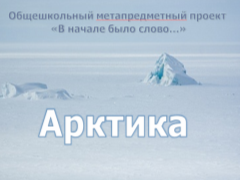 Общешкольный метапредметный проект
«В начале было слово...»
Арктика